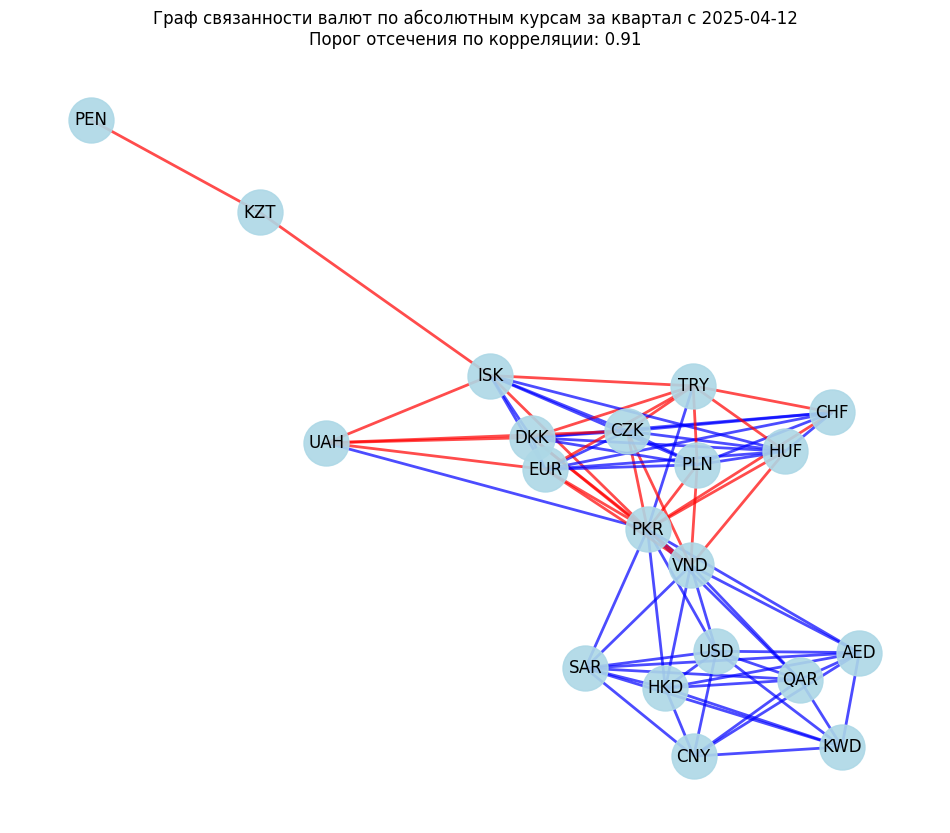 Граф связанности валют по абсолютным курсам за квартал с 2025-04-12
Порог отсечения по корреляции: 0.91
PEN
KZT
ISK
TRY
CHF
UAH
DKK
CZK
HUF
EUR
PLN
PKR
VND
USD
AED
SAR
HKD
QAR
CNY
KWD